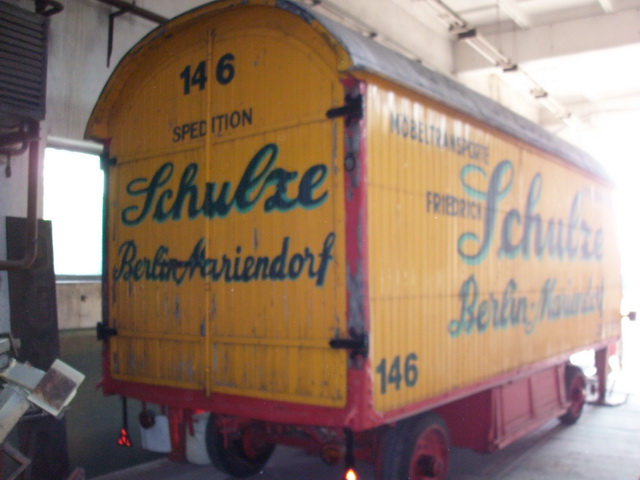 146
SPEDITION
Schulze
Berlin-Mariendorf
MÖBELTRANSPORTE
FRIEDRICH Schulze
Berlin-Mariendorf
146